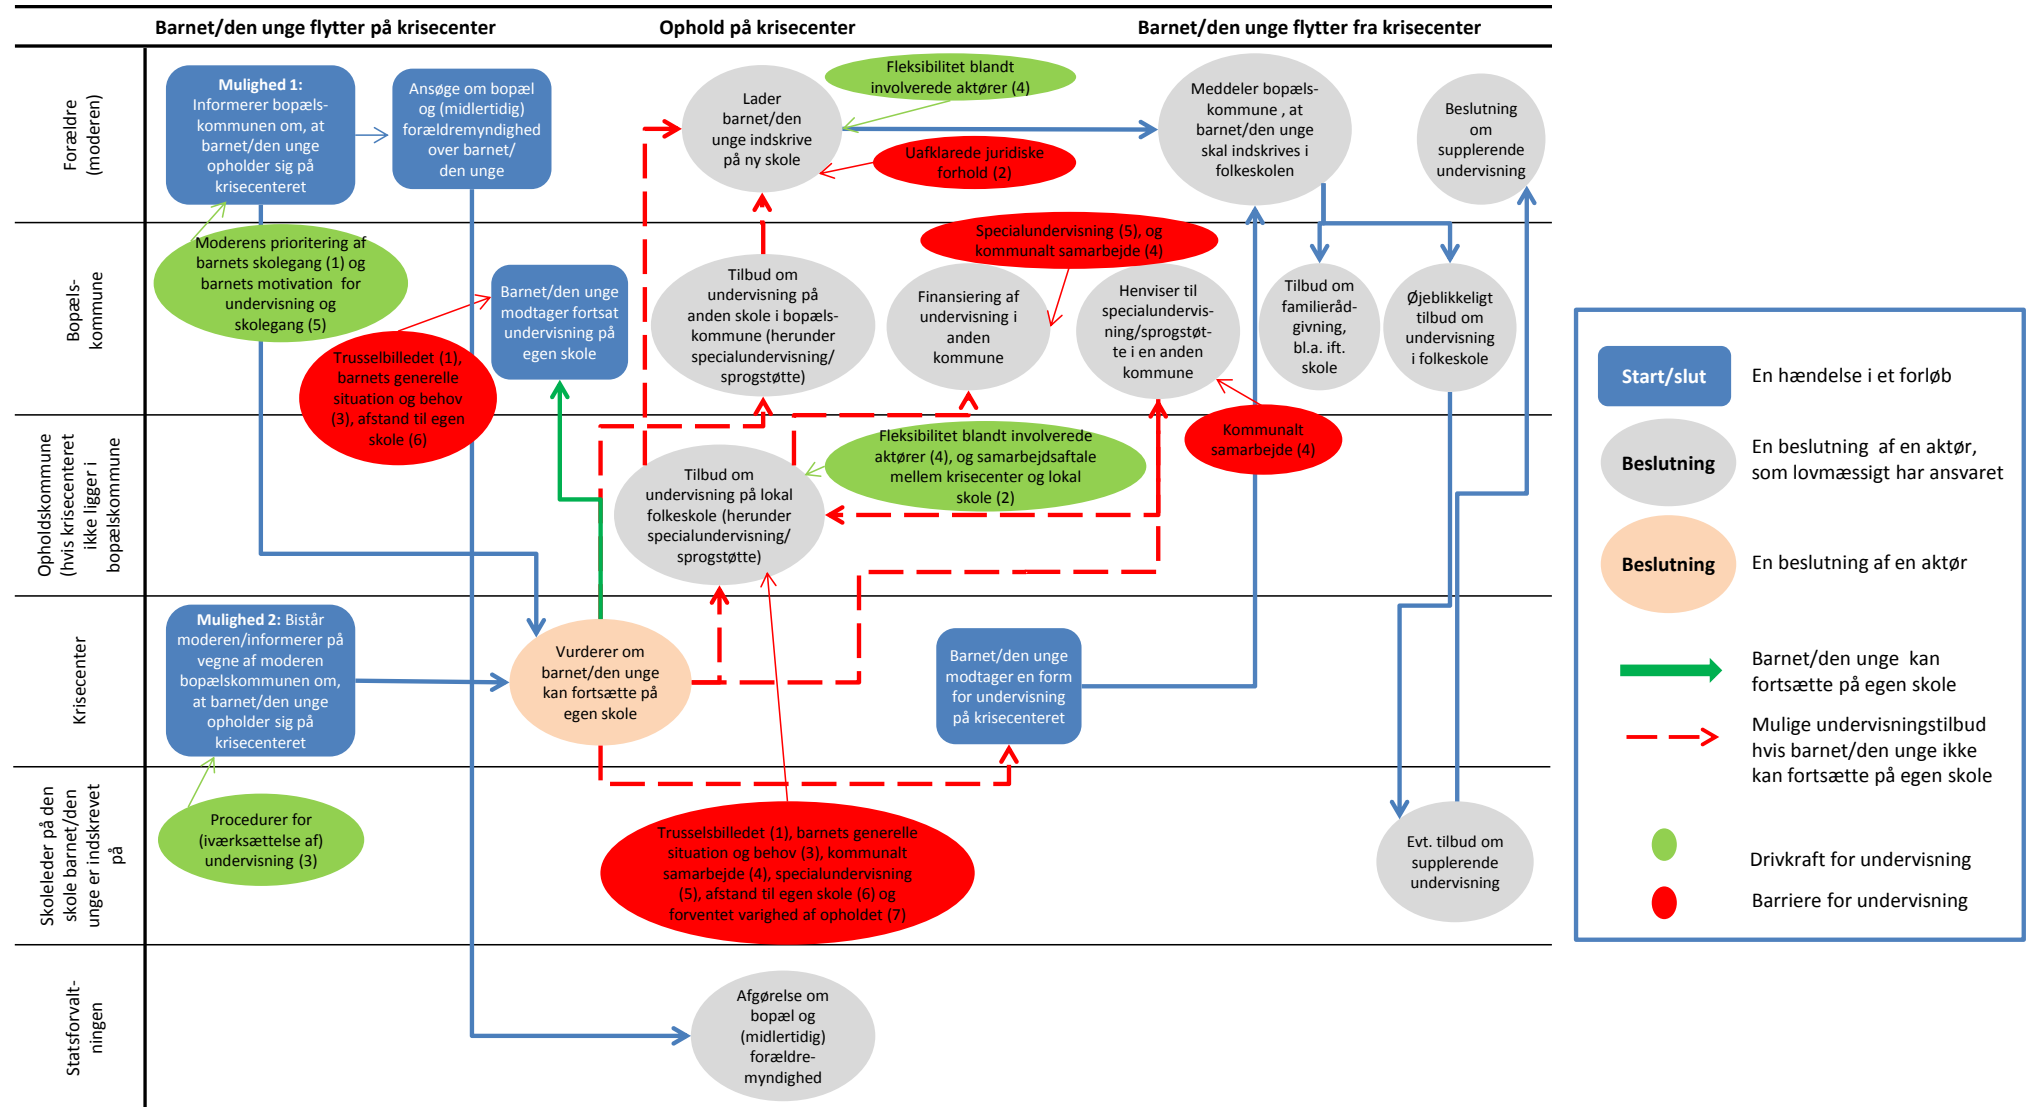 Barnet/den unge flytter på krisecenter
Ophold på krisecenter
Barnet/den unge flytter fra krisecenter
Forældre
(moderen)
Mulighed 1:
Informerer bopæls-
kommunen om, at
barnet/den unge
opholder sig på
krisecenteret
Ansøge om bopæl
og (midlertidig)
forældremyndighed
over barnet/
den unge
Lader
barnet/den
unge indskrive
på ny skole
Fleksibilitet blandt
involverede aktører (4)
Uafklarede juridiske
forhold (2)
Meddeler bopæls-
kommune , at
barnet/den unge
skal indskrives i
folkeskolen
Beslutning
om
supplerende
undervisning
Bopæls-
kommune
Moderens prioritering af
barnets skolegang (1) og
barnets motivation for
undervisning og
skolegang (5)
Trusselbilledet (1),
barnets generelle
situation og behov
(3), afstand til egen
skole (6)
Barnet/den unge
modtager fortsat
undervisning på
egen skole
Tilbud om
undervisning på
anden skole i bopæls-
kommune (herunder
specialundervisning/
sprogstøtte)
Specialundervisning (5), og
kommunalt samarbejde (4)
Finansiering af
undervisning i
anden
kommune
Henviser til
specialundervis-
ning/sprogstøt-
te i en anden
kommune
Tilbud om
familieråd-
givning,
bl.a. ift.
skole
Øjeblikkeligt
tilbud om
undervisning
i folkeskole
Opholdskommune
(hvis krisecenteret
ikke ligger i
bopælskommune
Tilbud om
undervisning på lokal
folkeskole (herunder
specialundervisning/
sprogstøtte)
Fleksibilitet blandt involverede
aktører (4), og samarbejdsaftale
mellem krisecenter og lokal
skole (2)
Kommunalt
samarbejde (4)
Krisecenter
Mulighed 2: Bistår
moderen/informerer på
vegne af moderen
bopælskommunen om,
at barnet/den unge
opholder sig på
krisecenteret
Vurderer om
barnet/den unge
kan fortsætte på
egen skole
Barnet/den unge
modtager en form
for undervisning
på krisecenteret
Skoleleder på den
skole barnet/den
unge er indskrevet
på
Procedurer for
(iværksættelse af)
undervisning (3)
Trusselsbilledet (1), barnets generelle
situation og behov (3), kommunalt
samarbejde (4), specialundervisning
(5), afstand til egen skole (6) og
forventet varighed af opholdet (7)
Evt. tilbud om
supplerende
undervisning
Statsforvalt-
ningen
Afgørelse om
bopæl og
(midlertidig)
forældre-
myndighed
Start/slut
En hændelse i et forløb
Beslutning
En beslutning af en aktør,
som lovmæssigt har ansvaret
Beslutning
En beslutning af en aktør
Barnet/den unge kan
fortsætte på egen skole
Mulige undervisningstilbud
hvis barnet/den unge ikke
kan fortsætte på egen skole
Drivkraft for undervisning
Barriere for undervisning